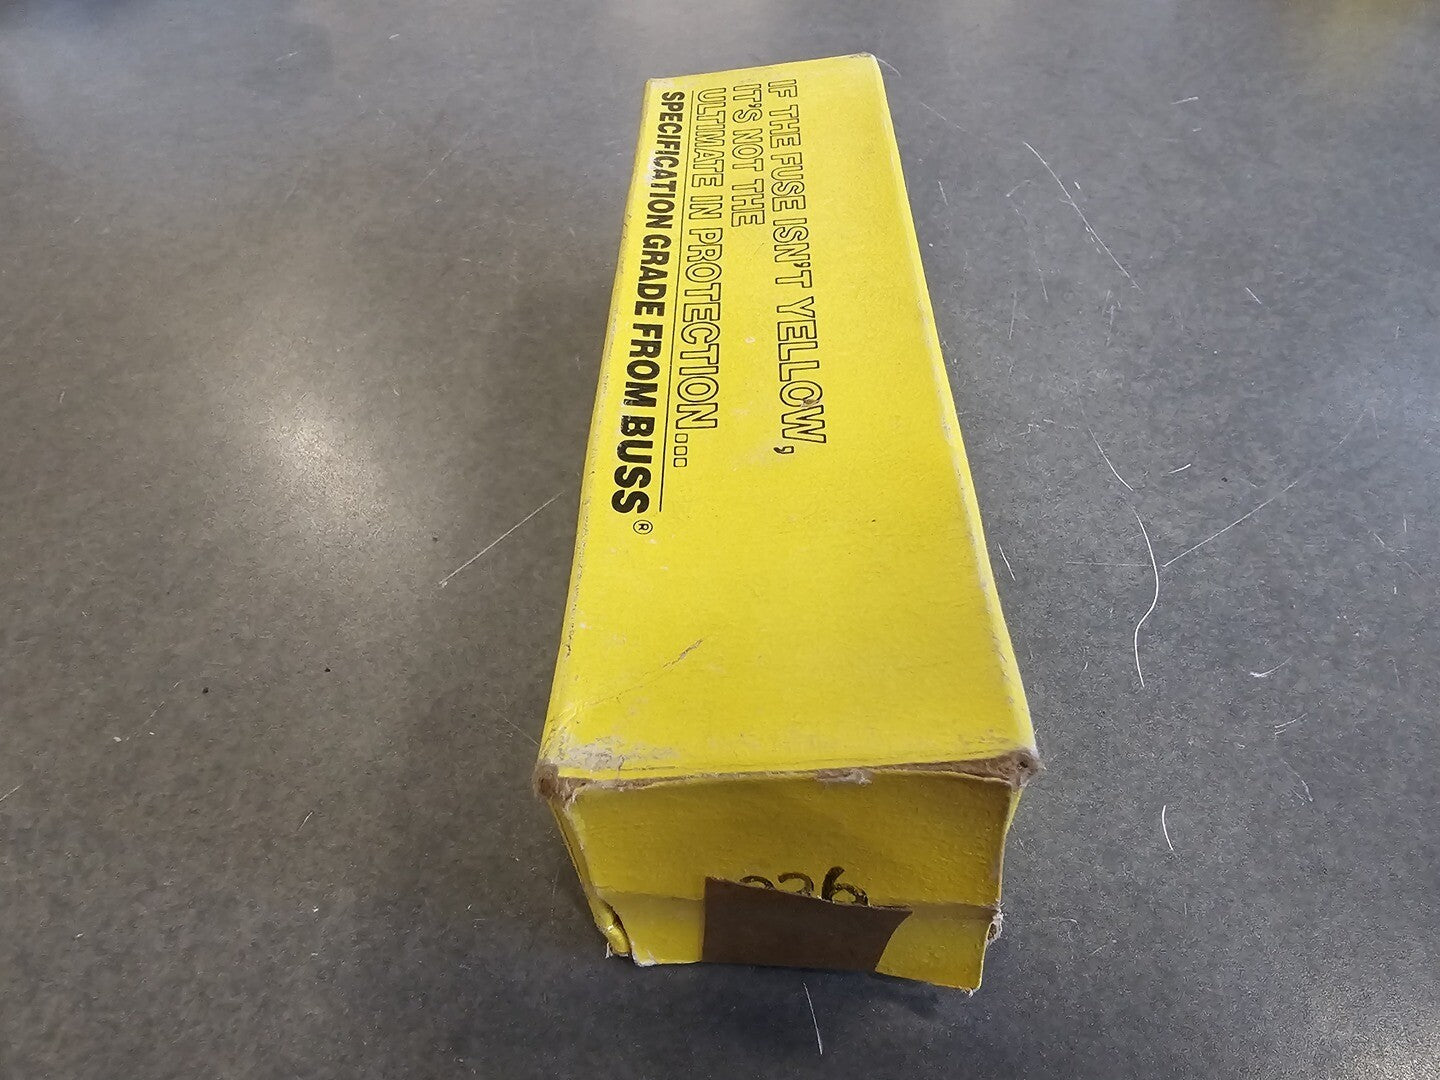 IF THE FUSE ISN'T YELLOW,
IT'S NOT THE
ULTIMATE IN PROTECTION....
SPECIFICATION GRADE FROM BUSS®